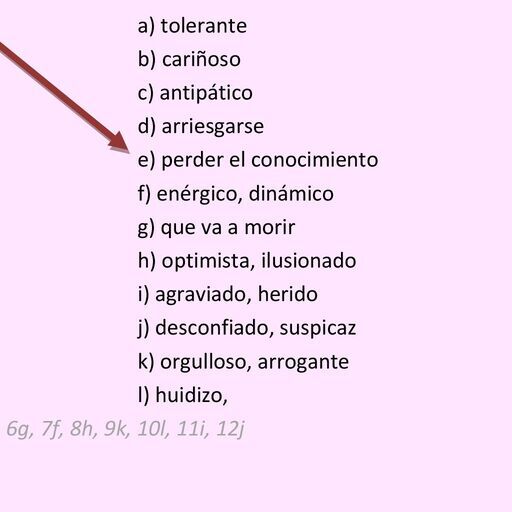 a) tolerante
b) cariñoso
c) antipático
d) arriesgarse
e) perder el conocimiento
f) enérgico, dinámico
g) que va a morir
h) optimista, ilusionado
i) agraviado, herido
j) desconfiado, suspicaz
k) orgulloso, arrogante
l) huidizo,
6g, 7f, 8h, 9k, 10l, 11i, 12j